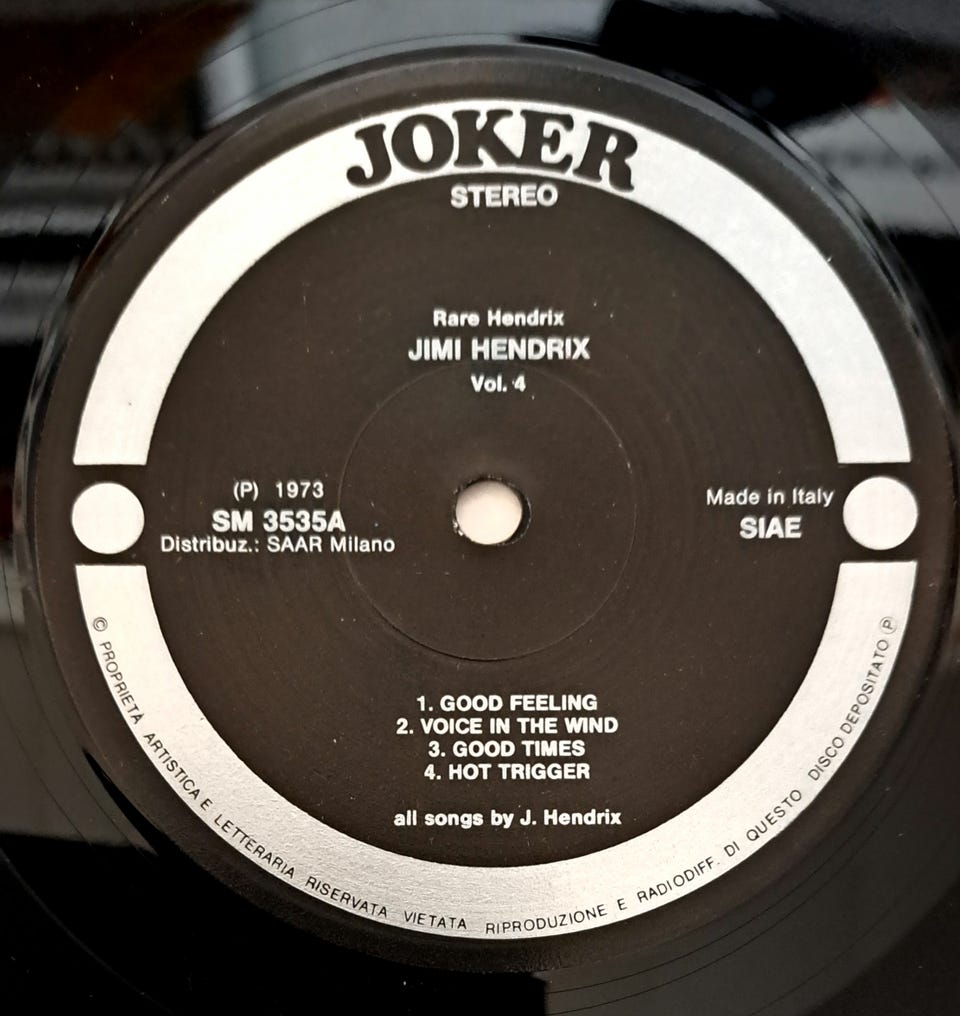 JOKER
STEREO
Rare Hendrix
JIMI HENDRIX
Vol. 4
(P) 1973
SM 3535A
Distribuz.: SAAR Milano
Made in Italy
SIAE
1. GOOD FEELING
2. VOICE IN THE WIND
3. GOOD TIMES
4. HOT TRIGGER
all songs by J. Hendrix
© PROPRIETA ARTISTICA E LETTERARIA RISERVATA VIETATA RIPRODUZIONE E RADIODIFF. DI QUESTO DISCO DEPOSITATO ℗